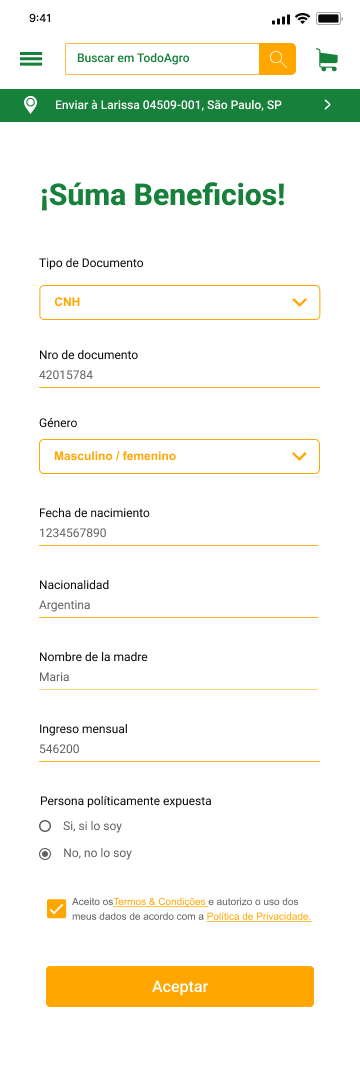 9:41
Buscar em TodoAgro
Enviar à Larissa 04509-001, São Paulo, SP
¡Súma Beneficios!
Tipo de Documento
CNH
Nro de documento
42015784
Género
Masculino / femenino
Fecha de nacimiento
1234567890
Nacionalidad
Argentina
Nombre de la madre
Maria
Ingreso mensual
546200
Persona políticamente expuesta
Si, si lo soy
No, no lo soy
Aceito osTermos & Condições e autorizo o uso dos
meus dados de acordo com a Política de Privacidade.
Aceptar